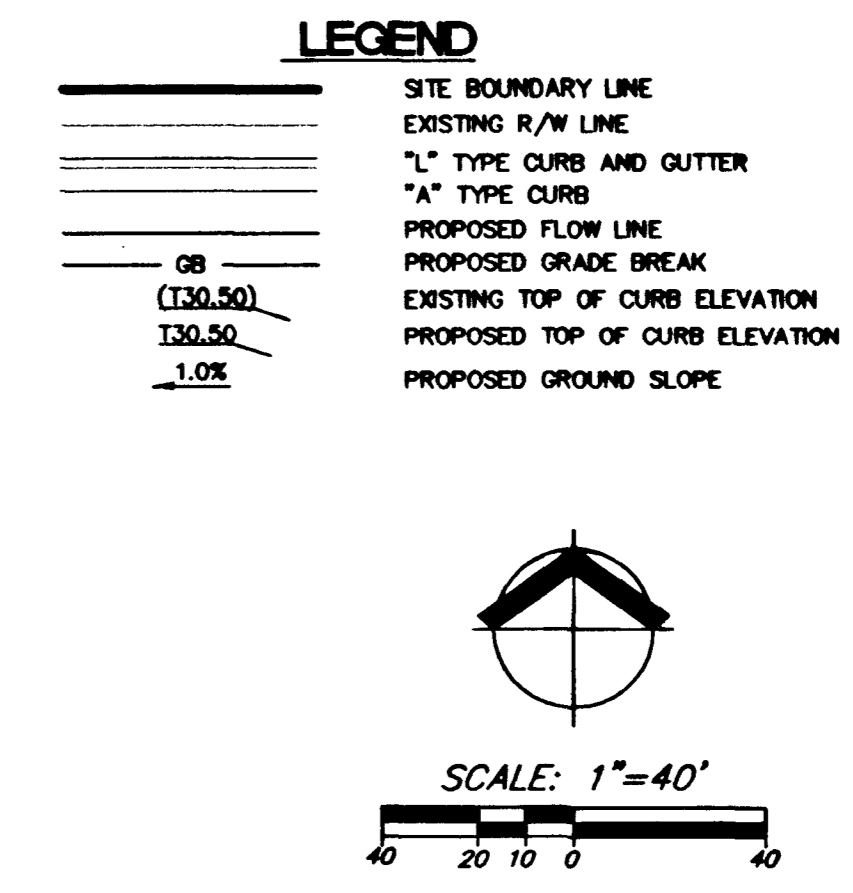 LEGEND
SITE BOUNDARY LINE
EXISTING R/W LINE
"L" TYPE CURB AND GUTTER
"A" TYPE CURB
PROPOSED FLOW LINE
GB PROPOSED GRADE BREAK
(T30.50) EXISTING TOP OF CURB ELEVATION
T30.50 PROPOSED TOP OF CURB ELEVATION
1.0% PROPOSED GROUND SLOPE
SCALE: 1"=40'
40 20 10 0 40